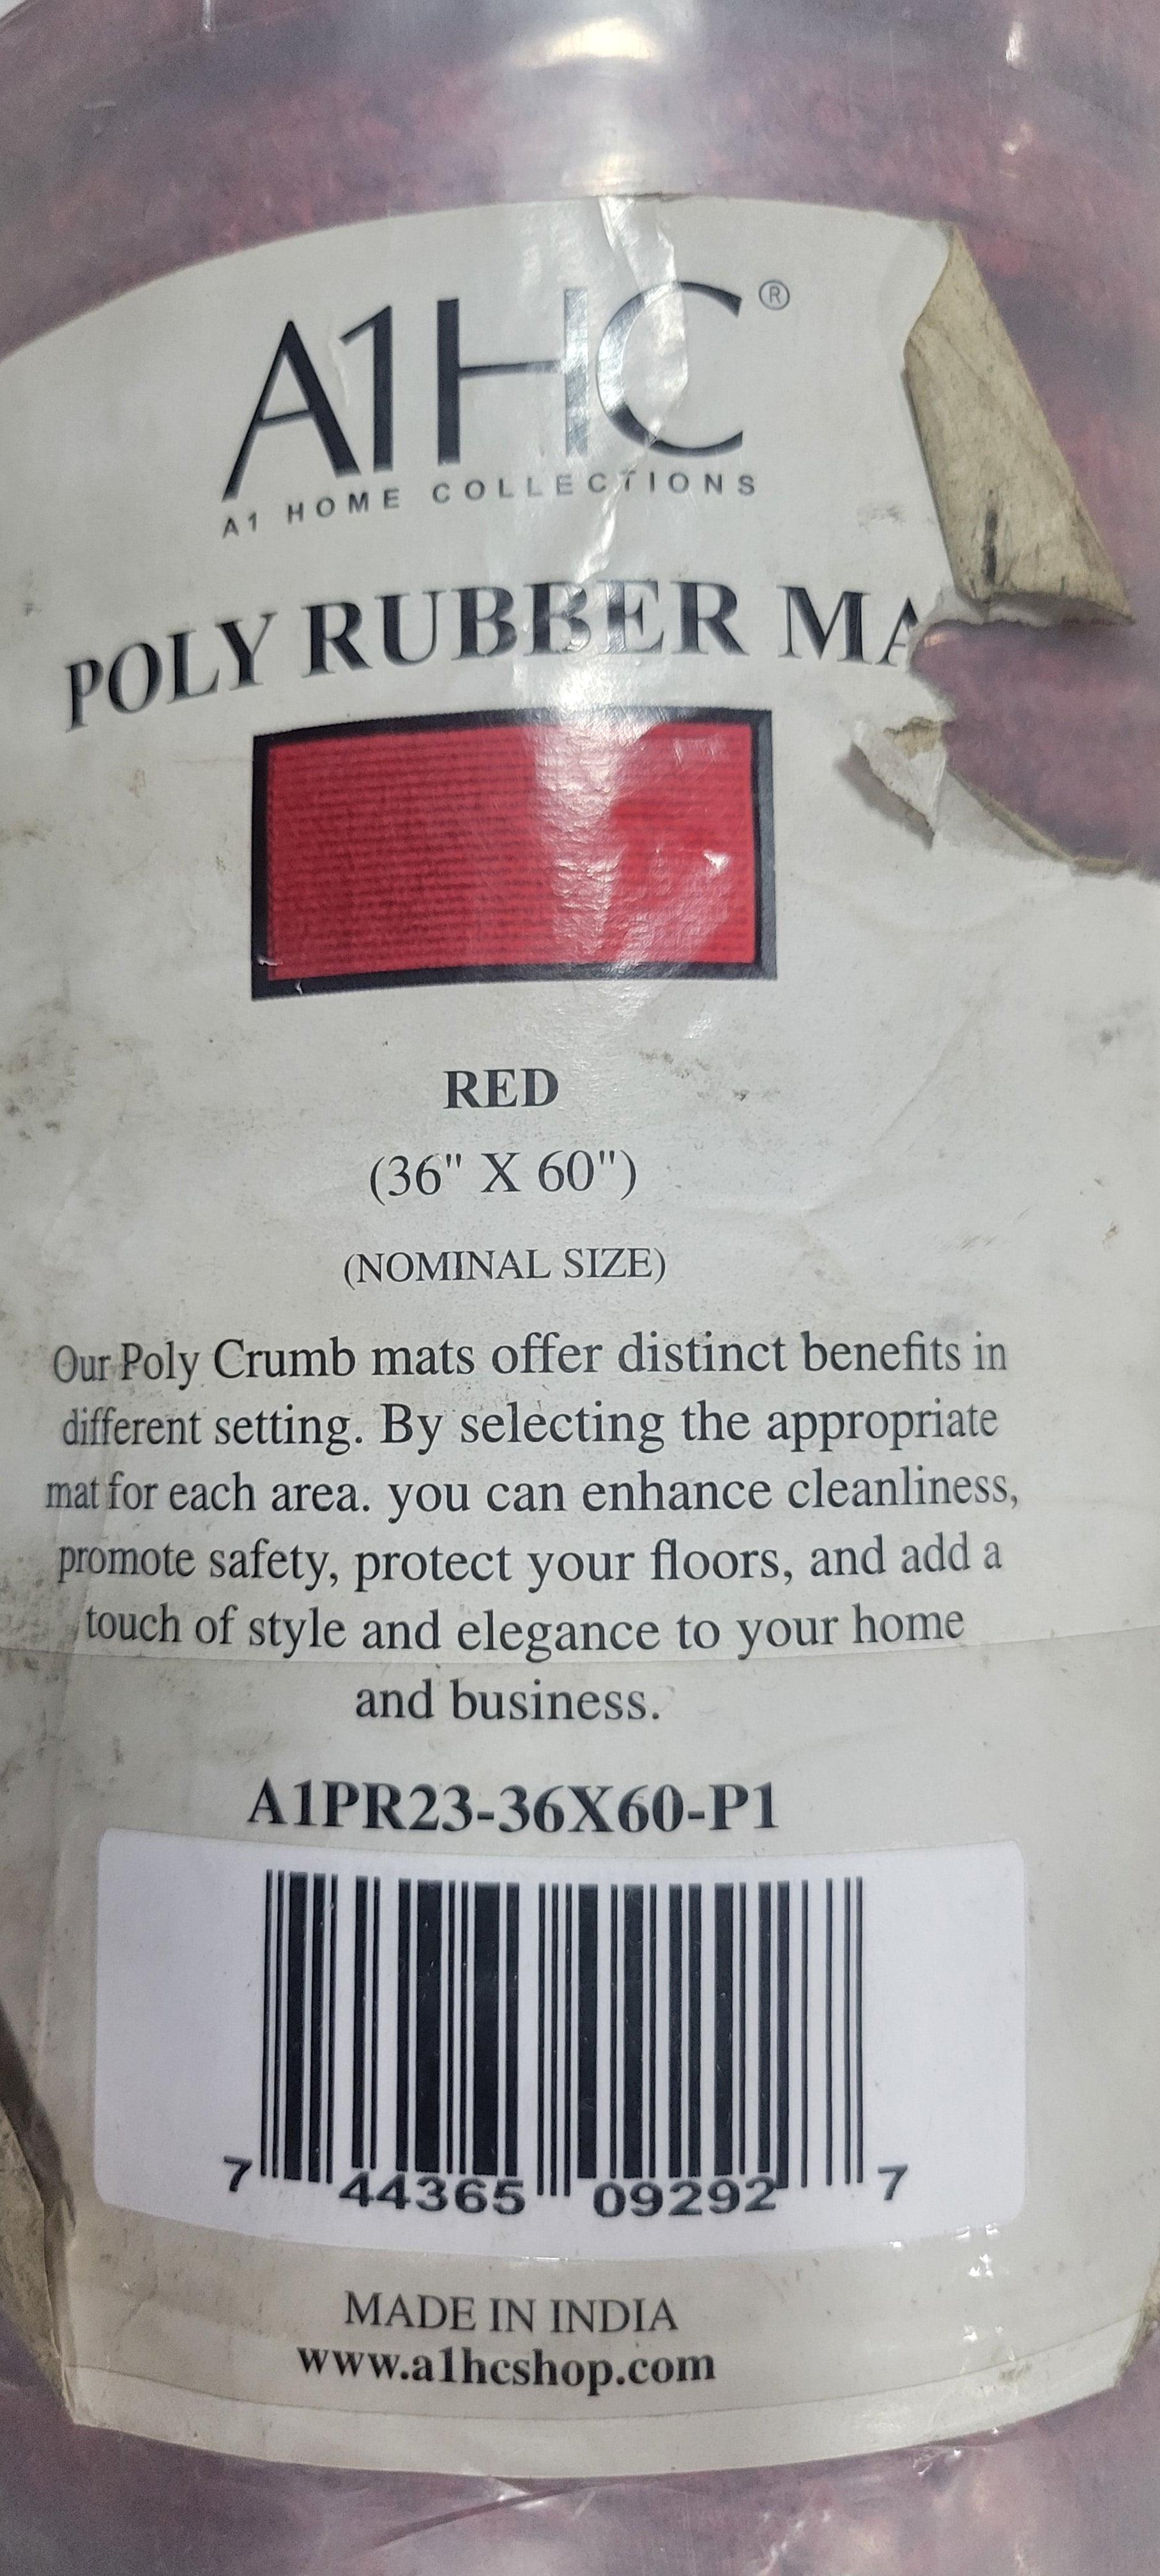 A1HC®
A1 HOME COLLECTIONS
POLY RUBBER MA
RED
(36" X 60")
(NOMINAL SIZE)
Our Poly Crumb mats offer distinct benefits in
different setting. By selecting the appropriate
mat for each area. you can enhance cleanliness,
promote safety, protect your floors, and add a
touch of style and elegance to your home
and business.
A1PR23-36X60-P1
7 44365 09292 7
MADE IN INDIA
www.a1hcshop.com